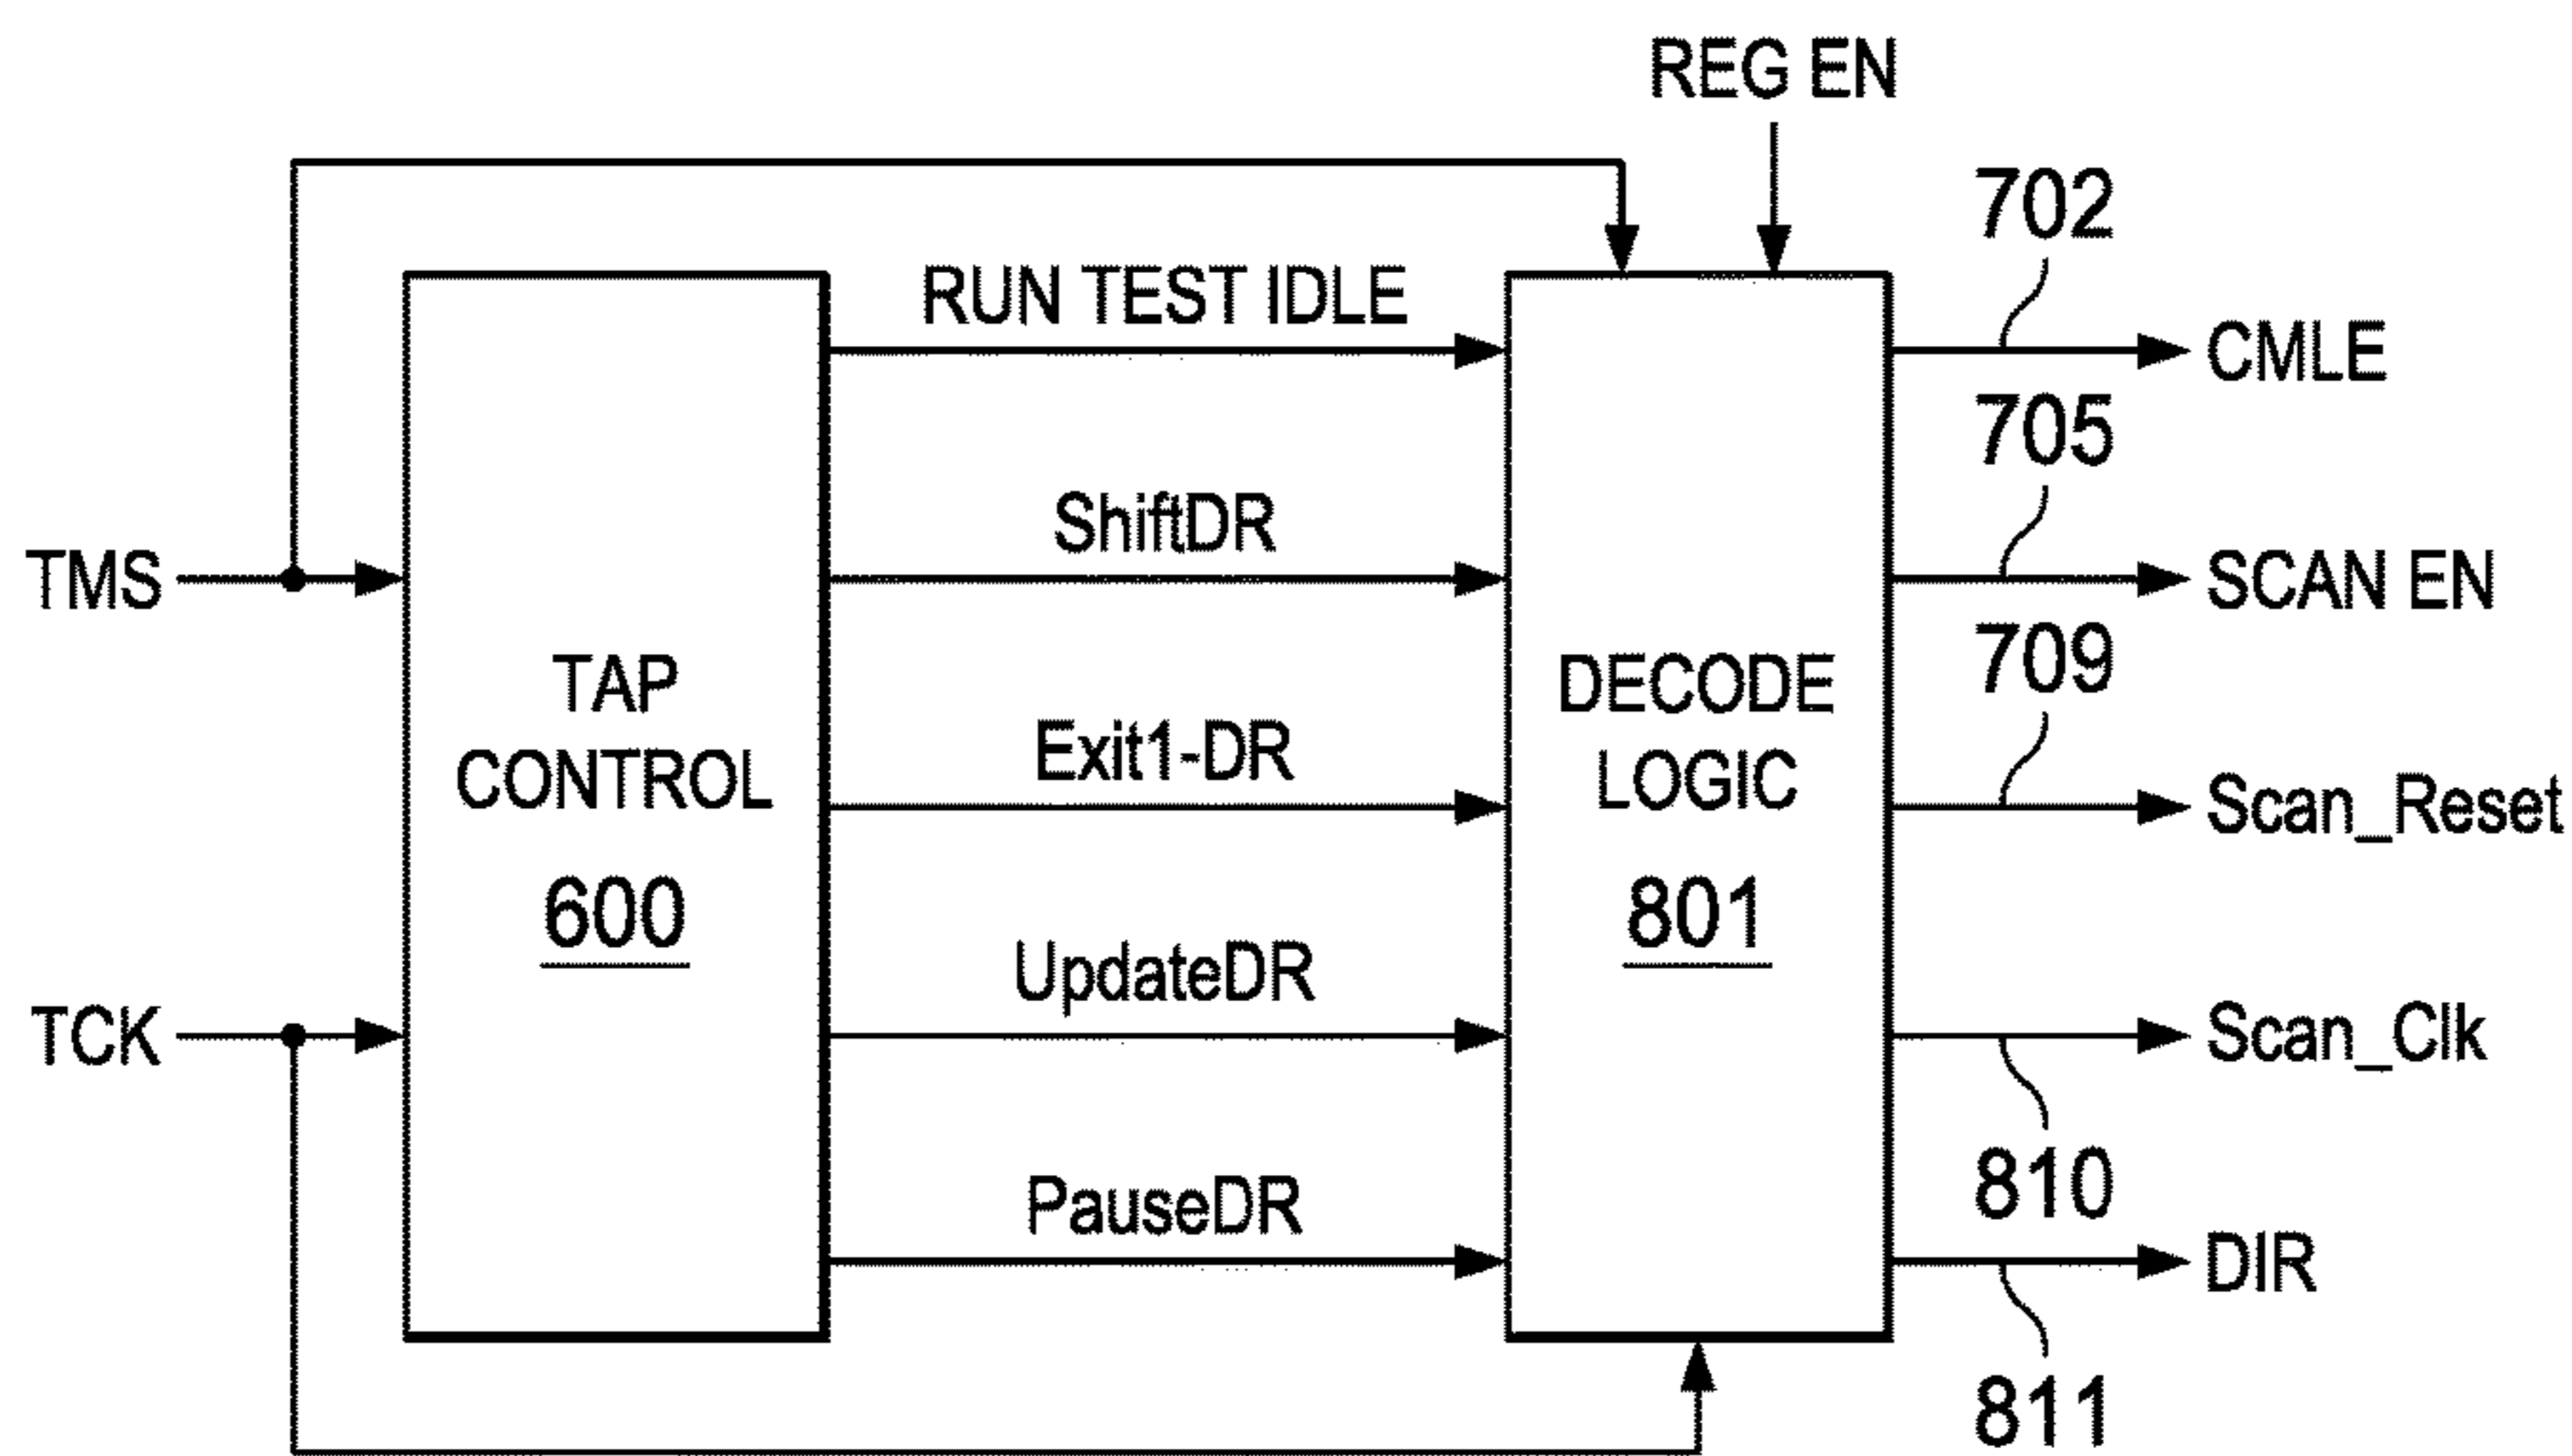 REG EN
702
RUN TEST IDLE
CMLE
705
ShiftDR
TMS
SCAN EN
709
TAP
CONTROL
600
DECODE
LOGIC
801
Exit1-DR
Scan_Reset
UpdateDR
TCK
Scan_Clk
810
PauseDR
DIR
811